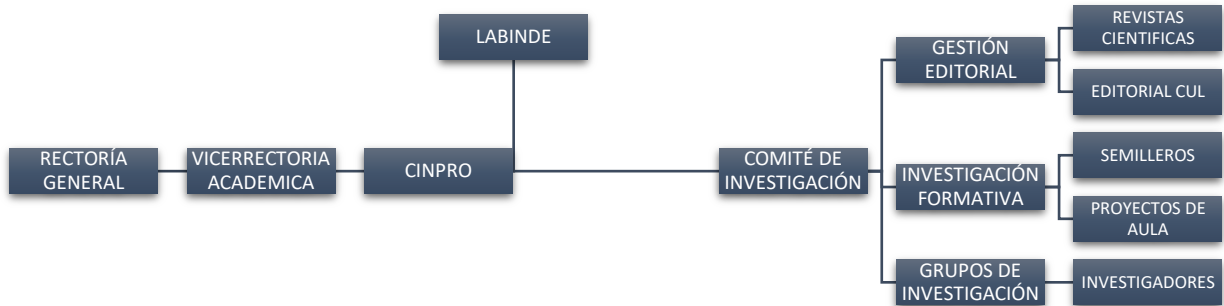 LABINDE
RECTORÍA
GENERAL
VICERRECTORIA
ACADEMICA
CINPRO
COMITÉ DE
INVESTIGACIÓN
GESTIÓN
EDITORIAL
REVISTAS
CIENTIFICAS
EDITORIAL CUL
INVESTIGACIÓN
FORMATIVA
SEMILLEROS
PROYECTOS DE
AULA
GRUPOS DE
INVESTIGACIÓN
INVESTIGADORES